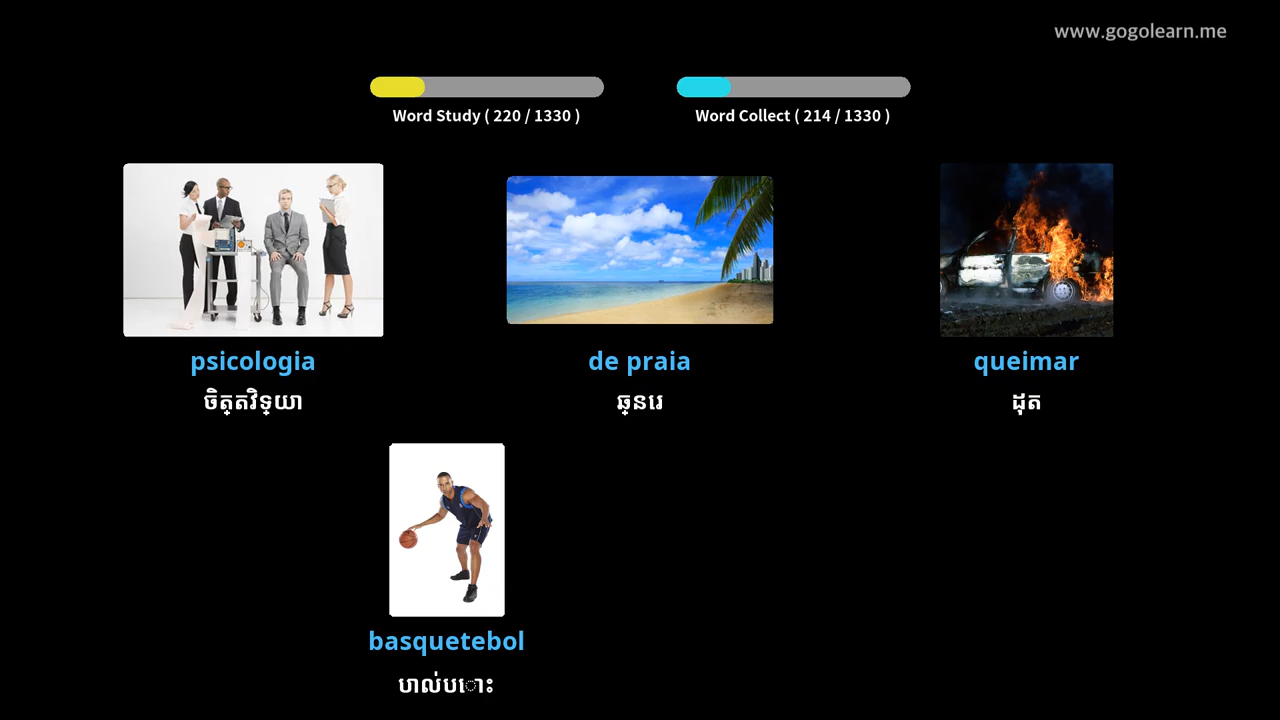 www.gogolearn.me
Word Study ( 220 / 1330 )
Word Collect ( 214 / 1330 )
psicologia
de praia
queimar
ចិត្តវិទ្យា
ឆ្នេរ
ដុត
basquetebol
បាល់បោះ